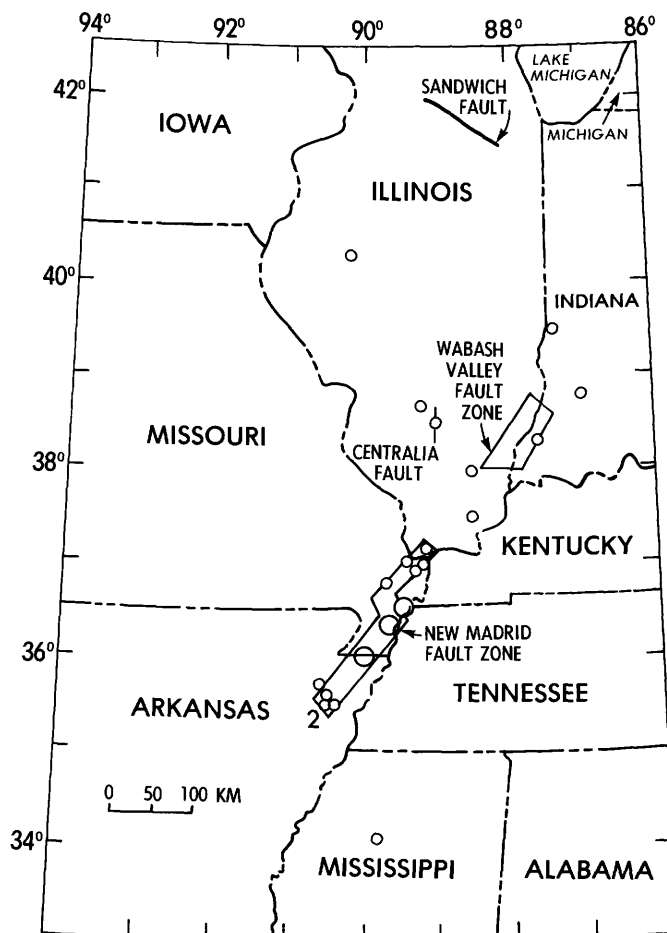 94°
90°
88°
86°
LAKE
MICHIGAN
SANDWICH
FAULT
42°
MICHIGAN
IOWA
ILLINOIS
40°
INDIANA
WABASH
VALLEY
FAULT
ZONE
MISSOURI
CENTRALIA
FAULT
38°
KENTUCKY
NEW MADRID
FAULT ZONE
36°
TENNESSEE
ARKANSAS
2
0 50 100 KM
34°
MISSISSIPPI
ALABAMA